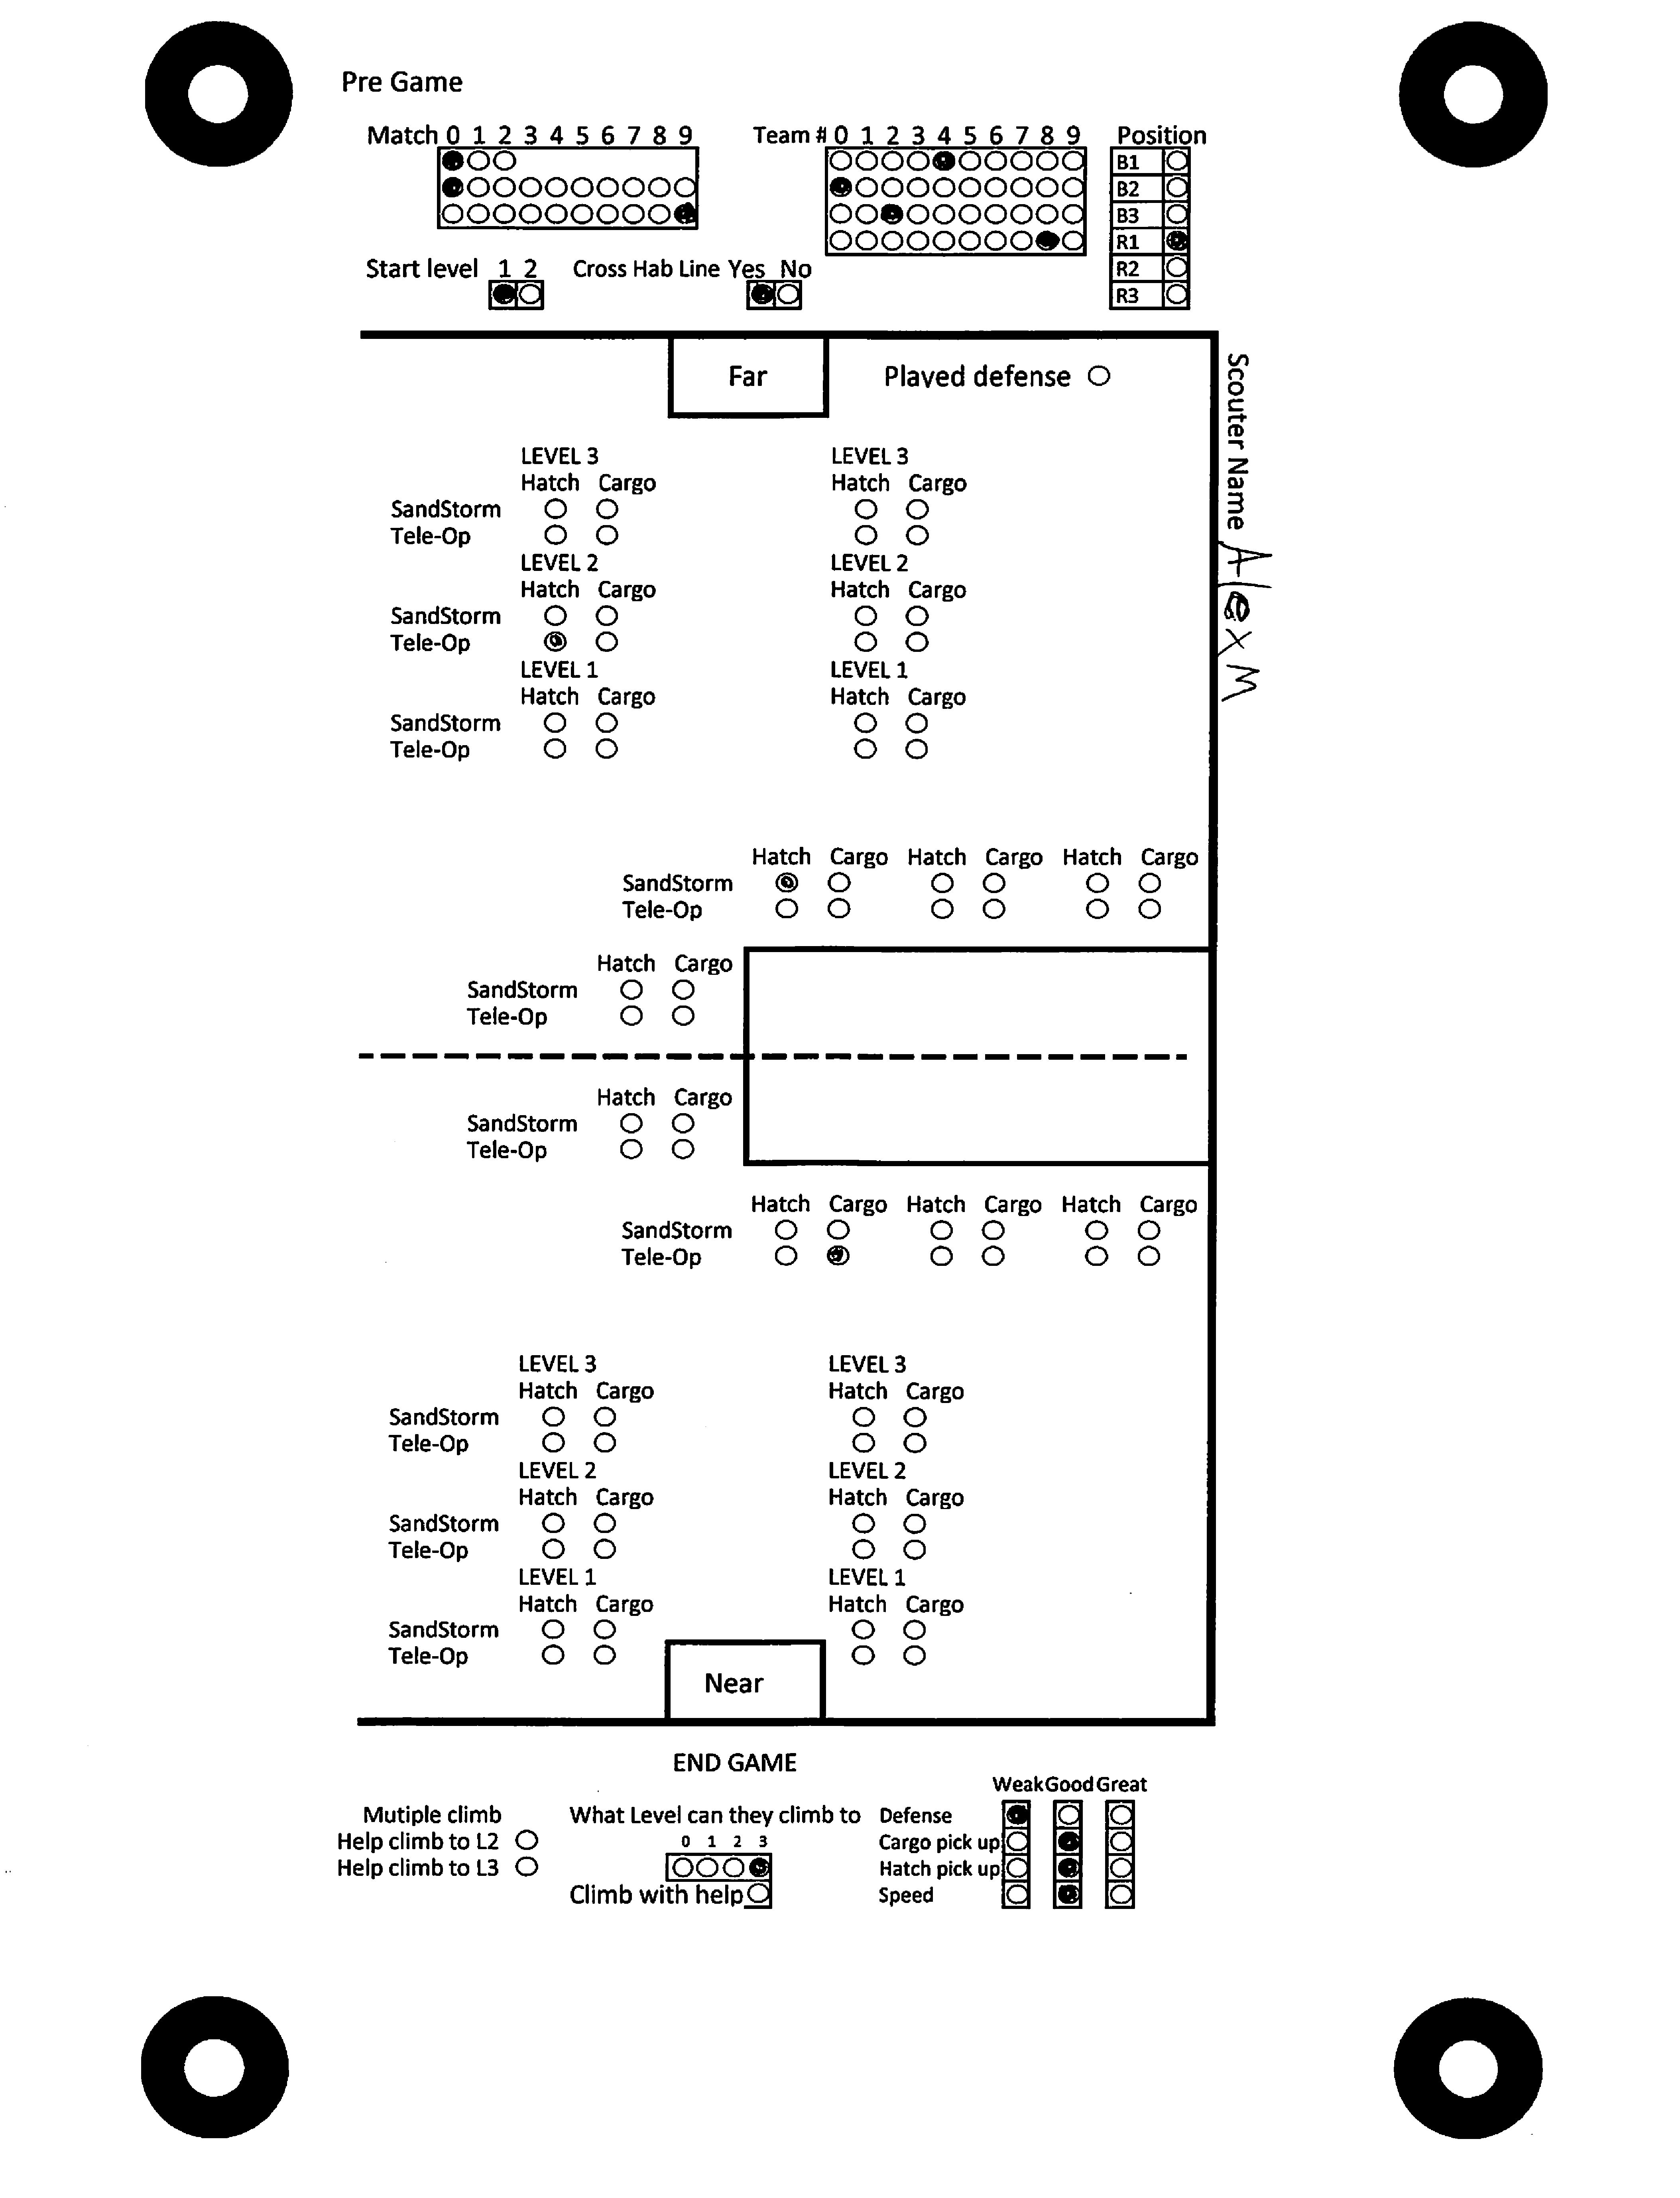 Pre Game
Match 0 1 2 3 4 5 6 7 8 9
Team # 0 1 2 3 4 5 6 7 8 9
Position
B1
B2
B3
R1
R2
R3
Start level 1 2
Cross Hab Line Yes No
Far
Played defense
Scouter Name Alex M
LEVEL 3 LEVEL 3
Hatch Cargo Hatch Cargo
SandStorm
Tele-Op
LEVEL 2 LEVEL 2
Hatch Cargo Hatch Cargo
SandStorm
Tele-Op
LEVEL 1 LEVEL 1
Hatch Cargo Hatch Cargo
SandStorm
Tele-Op
Hatch Cargo Hatch Cargo Hatch Cargo
SandStorm
Tele-Op
Hatch Cargo
SandStorm
Tele-Op
Hatch Cargo
SandStorm
Tele-Op
Hatch Cargo Hatch Cargo Hatch Cargo
SandStorm
Tele-Op
LEVEL 3 LEVEL 3
Hatch Cargo Hatch Cargo
SandStorm
Tele-Op
LEVEL 2 LEVEL 2
Hatch Cargo Hatch Cargo
SandStorm
Tele-Op
LEVEL 1 LEVEL 1
Hatch Cargo Hatch Cargo
SandStorm
Tele-Op
Near
END GAME
Mutiple climb
Help climb to L2
Help climb to L3
What Level can they climb to
0 1 2 3
Climb with help
Weak Good Great
Defense
Cargo pick up
Hatch pick up
Speed